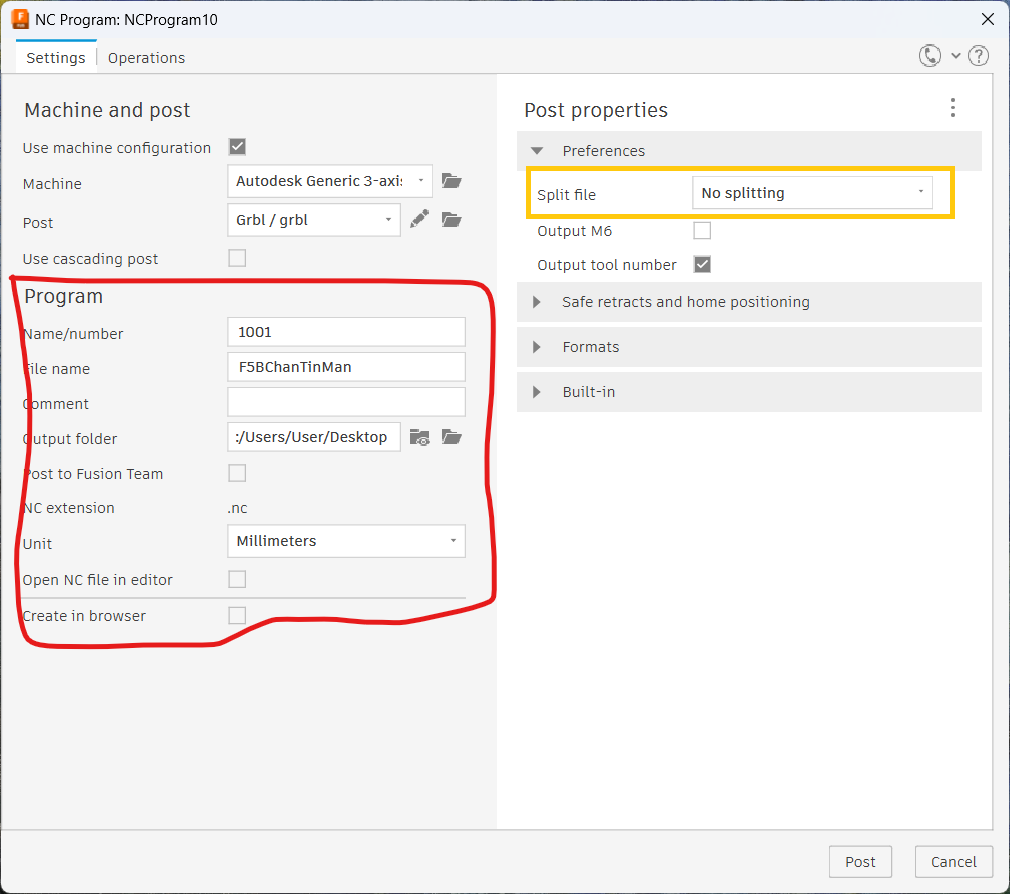 NC Program: NCProgram10
Settings
Operations
Machine and post
Use machine configuration
Machine
Autodesk Generic 3-axi
Post
Grbl / grbl
Use cascading post
Program
Name/number
1001
File name
F5BChanTinMan
Comment
Output folder
:/Users/User/Desktop
Post to Fusion Team
NC extension
.nc
Unit
Millimeters
Open NC file in editor
Create in browser
Post properties
Preferences
Split file
No splitting
Output M6
Output tool number
Safe retracts and home positioning
Formats
Built-in
Post
Cancel